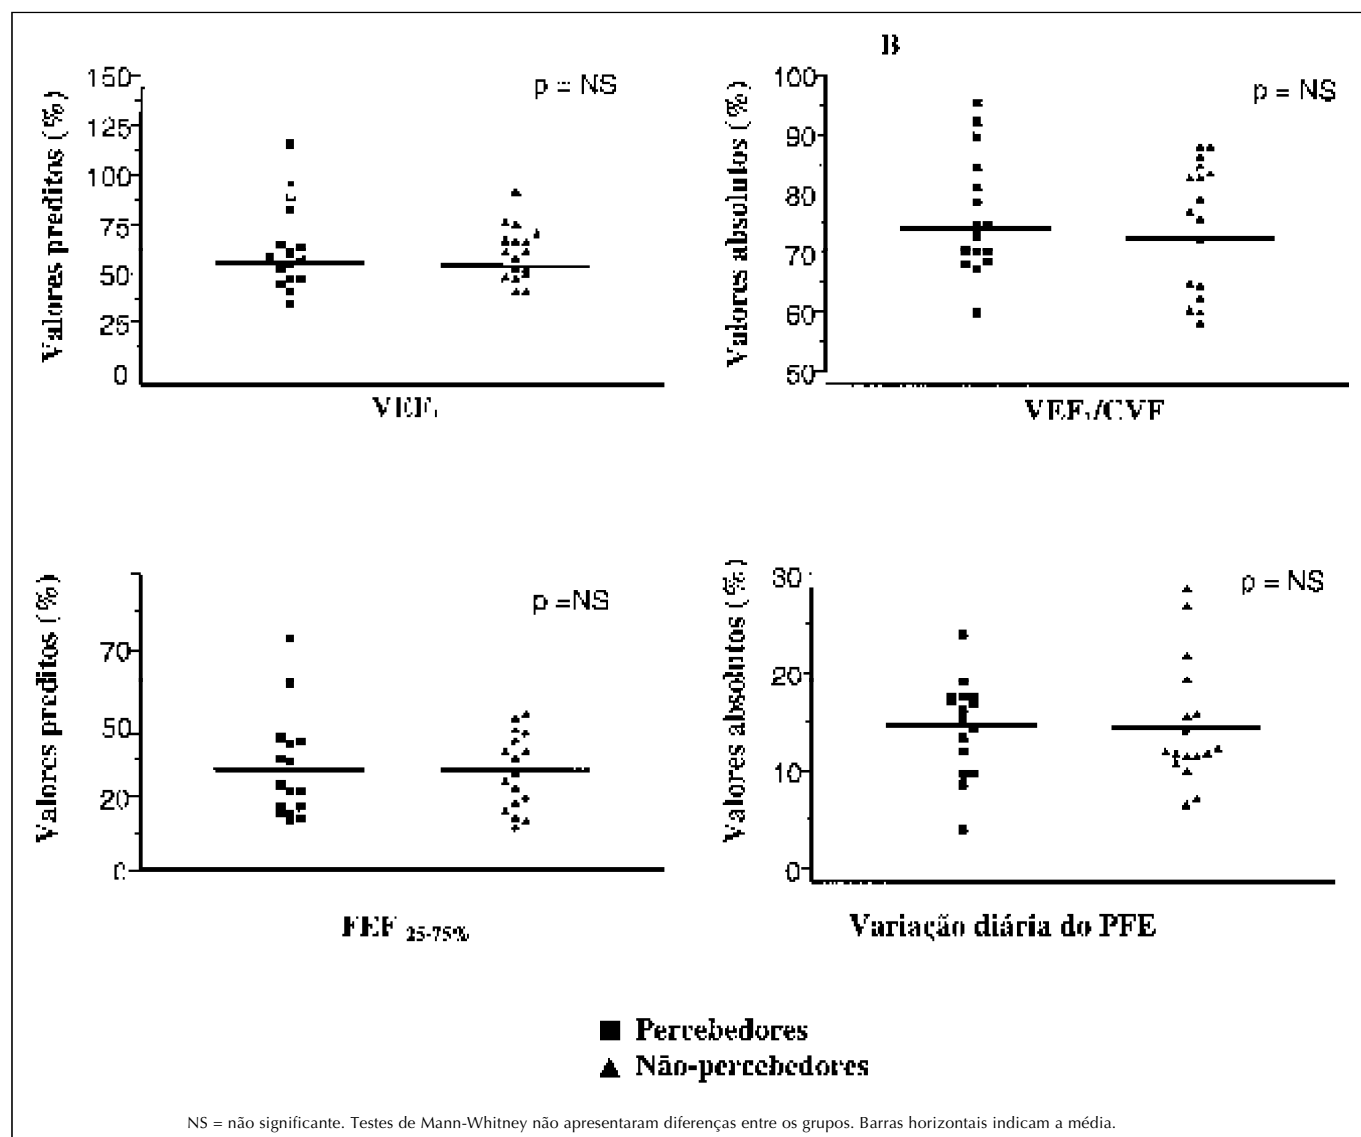 B
p = NS
Valores preditos (%)
150
125
100
75
50
25
0
VEF₁
p = NS
Valores absolutos (%)
100
90
80
70
60
50
VEF₁/CVF
p =NS
Valores preditos (%)
70
50
20
0
FEF 25-75%
p = NS
Valores absolutos (%)
30
20
10
0
Variação diária do PFE
Percebedores
Não-percebedores
NS = não significante. Testes de Mann-Whitney não apresentaram diferenças entre os grupos. Barras horizontais indicam a média.